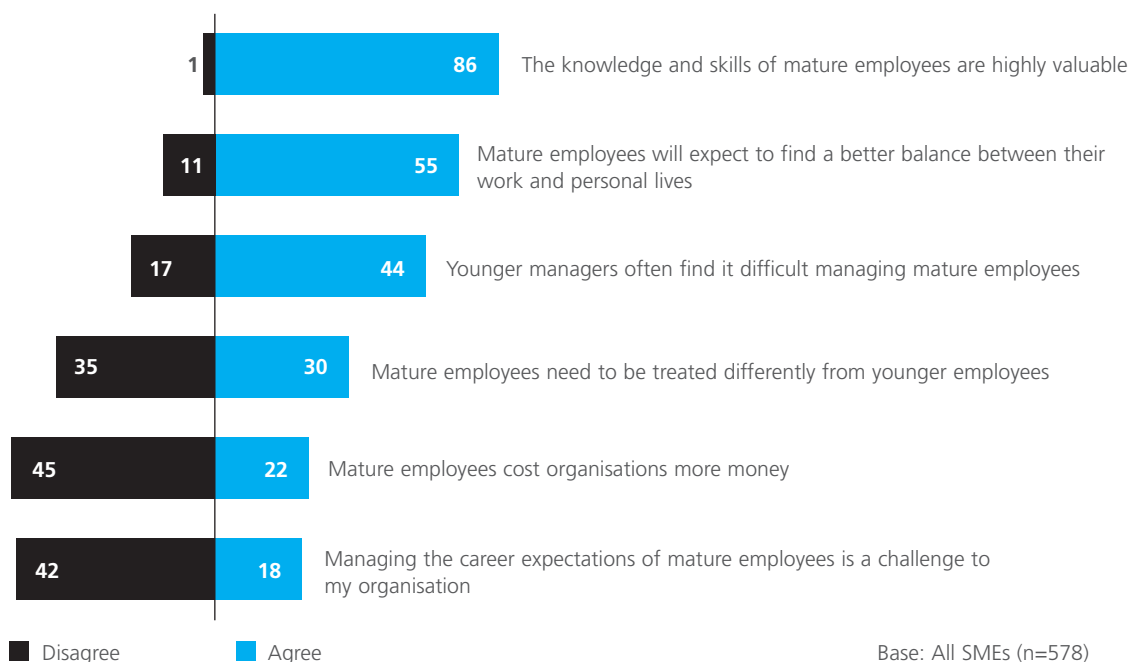 1 86 The knowledge and skills of mature employees are highly valuable
11 55 Mature employees will expect to find a better balance between their
work and personal lives
17 44 Younger managers often find it difficult managing mature employees
35 30 Mature employees need to be treated differently from younger employees
45 22 Mature employees cost organisations more money
42 18 Managing the career expectations of mature employees is a challenge to
my organisation
Disagree Agree Base: All SMEs (n=578)